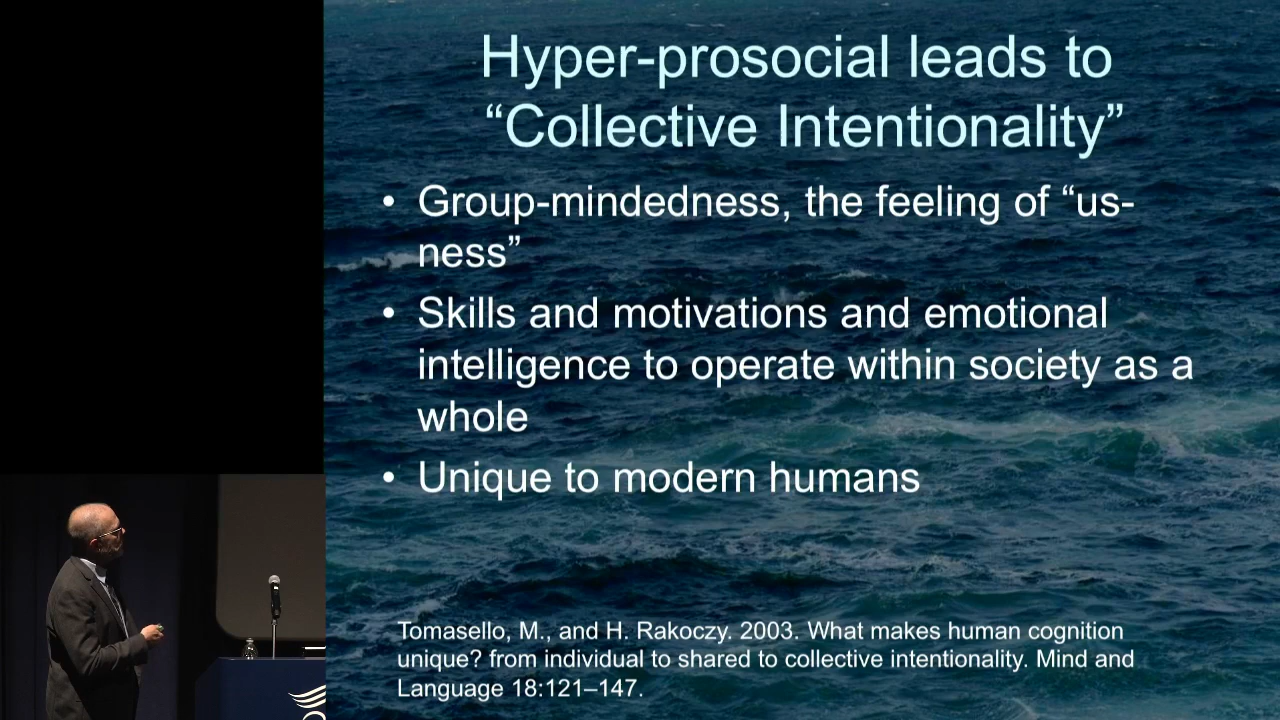 Hyper-prosocial leads to
“Collective Intentionality”
• Group-mindedness, the feeling of “us-
ness”
• Skills and motivations and emotional
intelligence to operate within society as a
whole
• Unique to modern humans
Tomasello, M., and H. Rakoczy. 2003. What makes human cognition
unique? from individual to shared to collective intentionality. Mind and
Language 18:121–147.